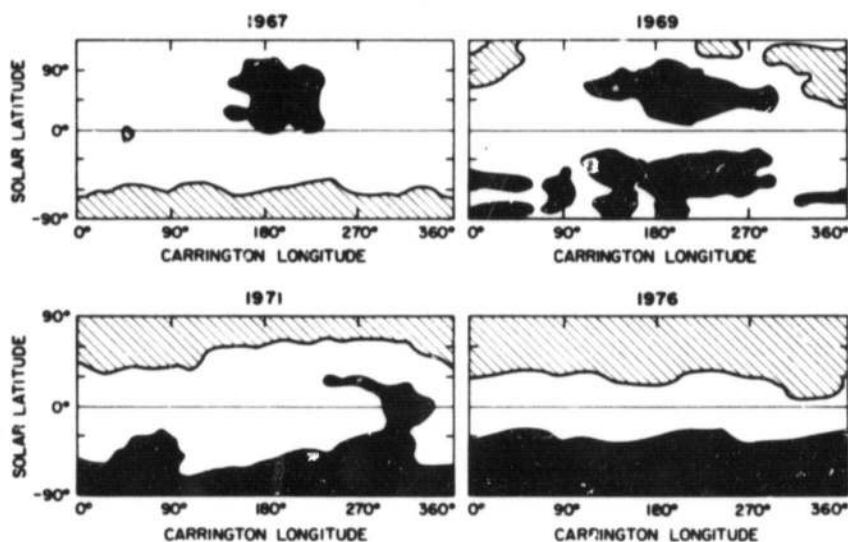 1967 1969
SOLAR LATITUDE
90°
0°
-90°
0° 90° 180° 270° 360° 0° 90° 180° 270° 360°
CARRINGTON LONGITUDE CARRINGTON LONGITUDE
1971 1976
SOLAR LATITUDE
90°
0°
-90°
0° 90° 180° 270° 360° 0° 90° 180° 270° 360°
CARRINGTON LONGITUDE CARRINGTON LONGITUDE